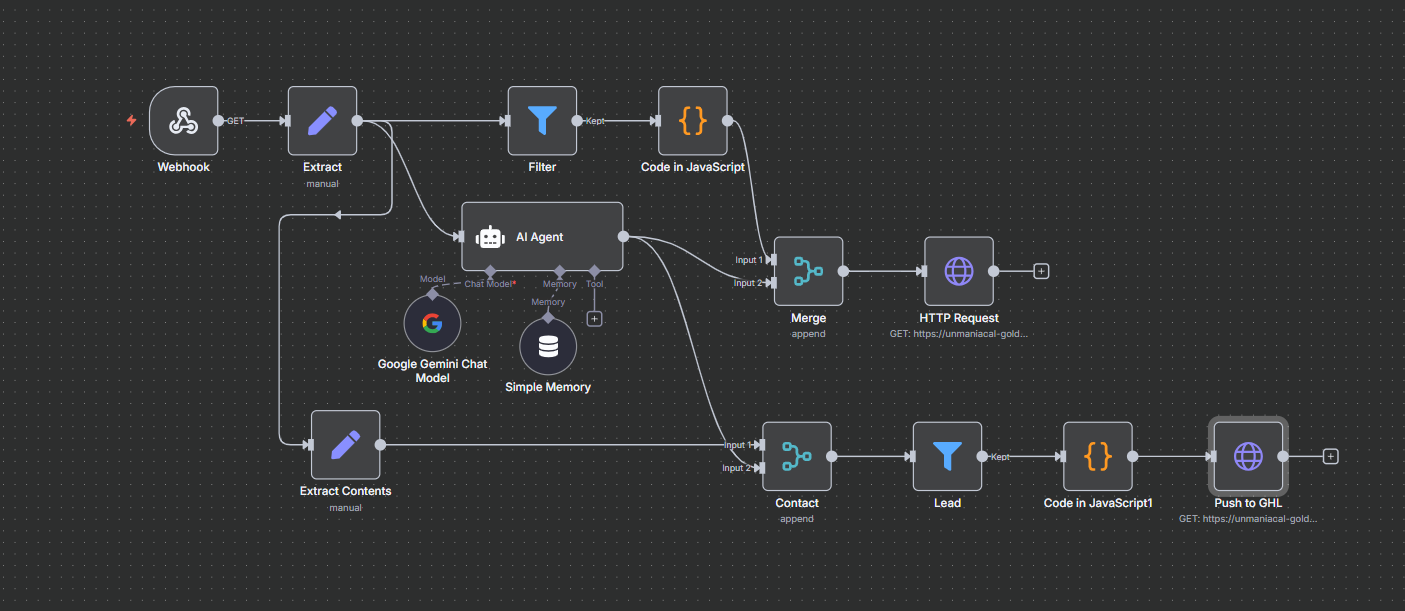 GET
Kept
Webhook
Extract
manual
Filter
Code in JavaScript
AI Agent
Model
Chat Model*
Memory
Tool
Memory
Google Gemini Chat
Model
Simple Memory
Input 1
Input 2
Merge
append
HTTP Request
GET: https://unmaniacal-gold...
Extract Contents
manual
Input 1
Input 2
Contact
append
Lead
Kept
Code in JavaScript1
Push to GHL
GET: https://unmaniacal-gold...